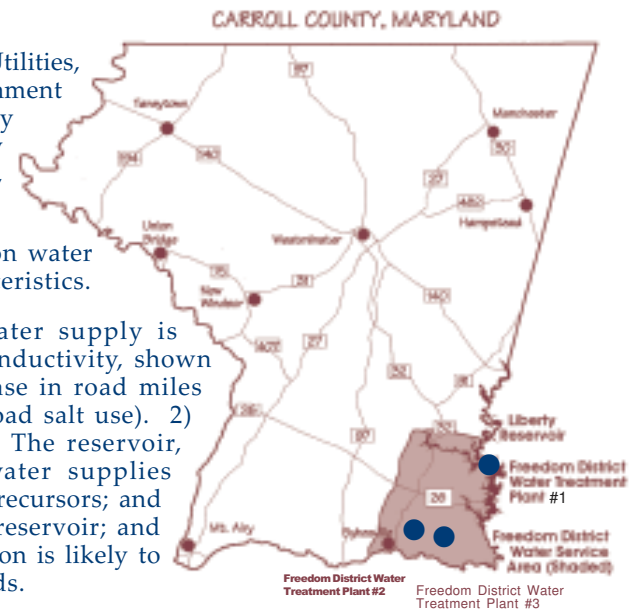 CARROLL COUNTY, MARYLAND
Utilities,
nment
y
on water
teristics.
ater supply is
nductivity, shown
ase in road miles
oad salt use). 2)
The reservoir,
water supplies
recursors; and
reservoir; and
on is likely to
ds.
97
Taneytown
Manchester
194
140
30
27
482
Hampstead
Union
Bridge
Westminster
75
31
New
Windsor
140
27
32
97
26
Liberty
Reservoir
Freedom District
Water Treatment
Plant #1
26
Mt. Airy
Sykesville
Freedom District
Water Service
Area (Shaded)
Freedom District Water
Treatment Plant #2
Freedom District Water
Treatment Plant #3